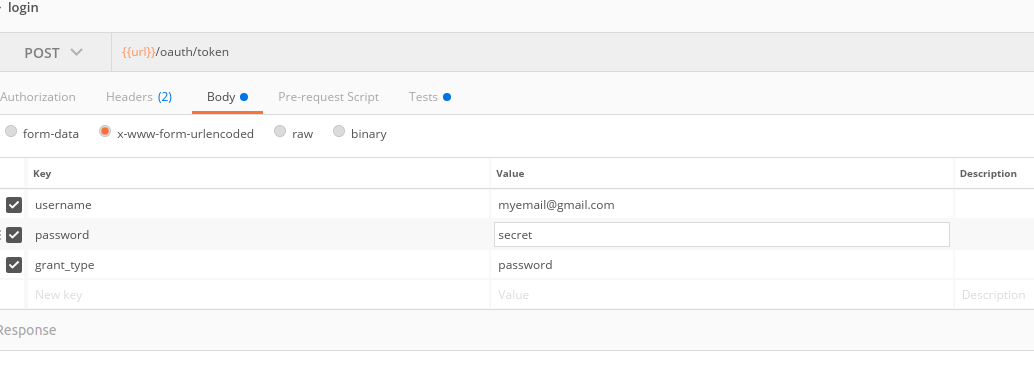 login
POST {{url}}/oauth/token
Authorization Headers (2) Body Pre-request Script Tests
form-data x-www-form-urlencoded raw binary
Key Value Description
username myemail@gmail.com
password secret
grant_type password
New key Value Description
Response